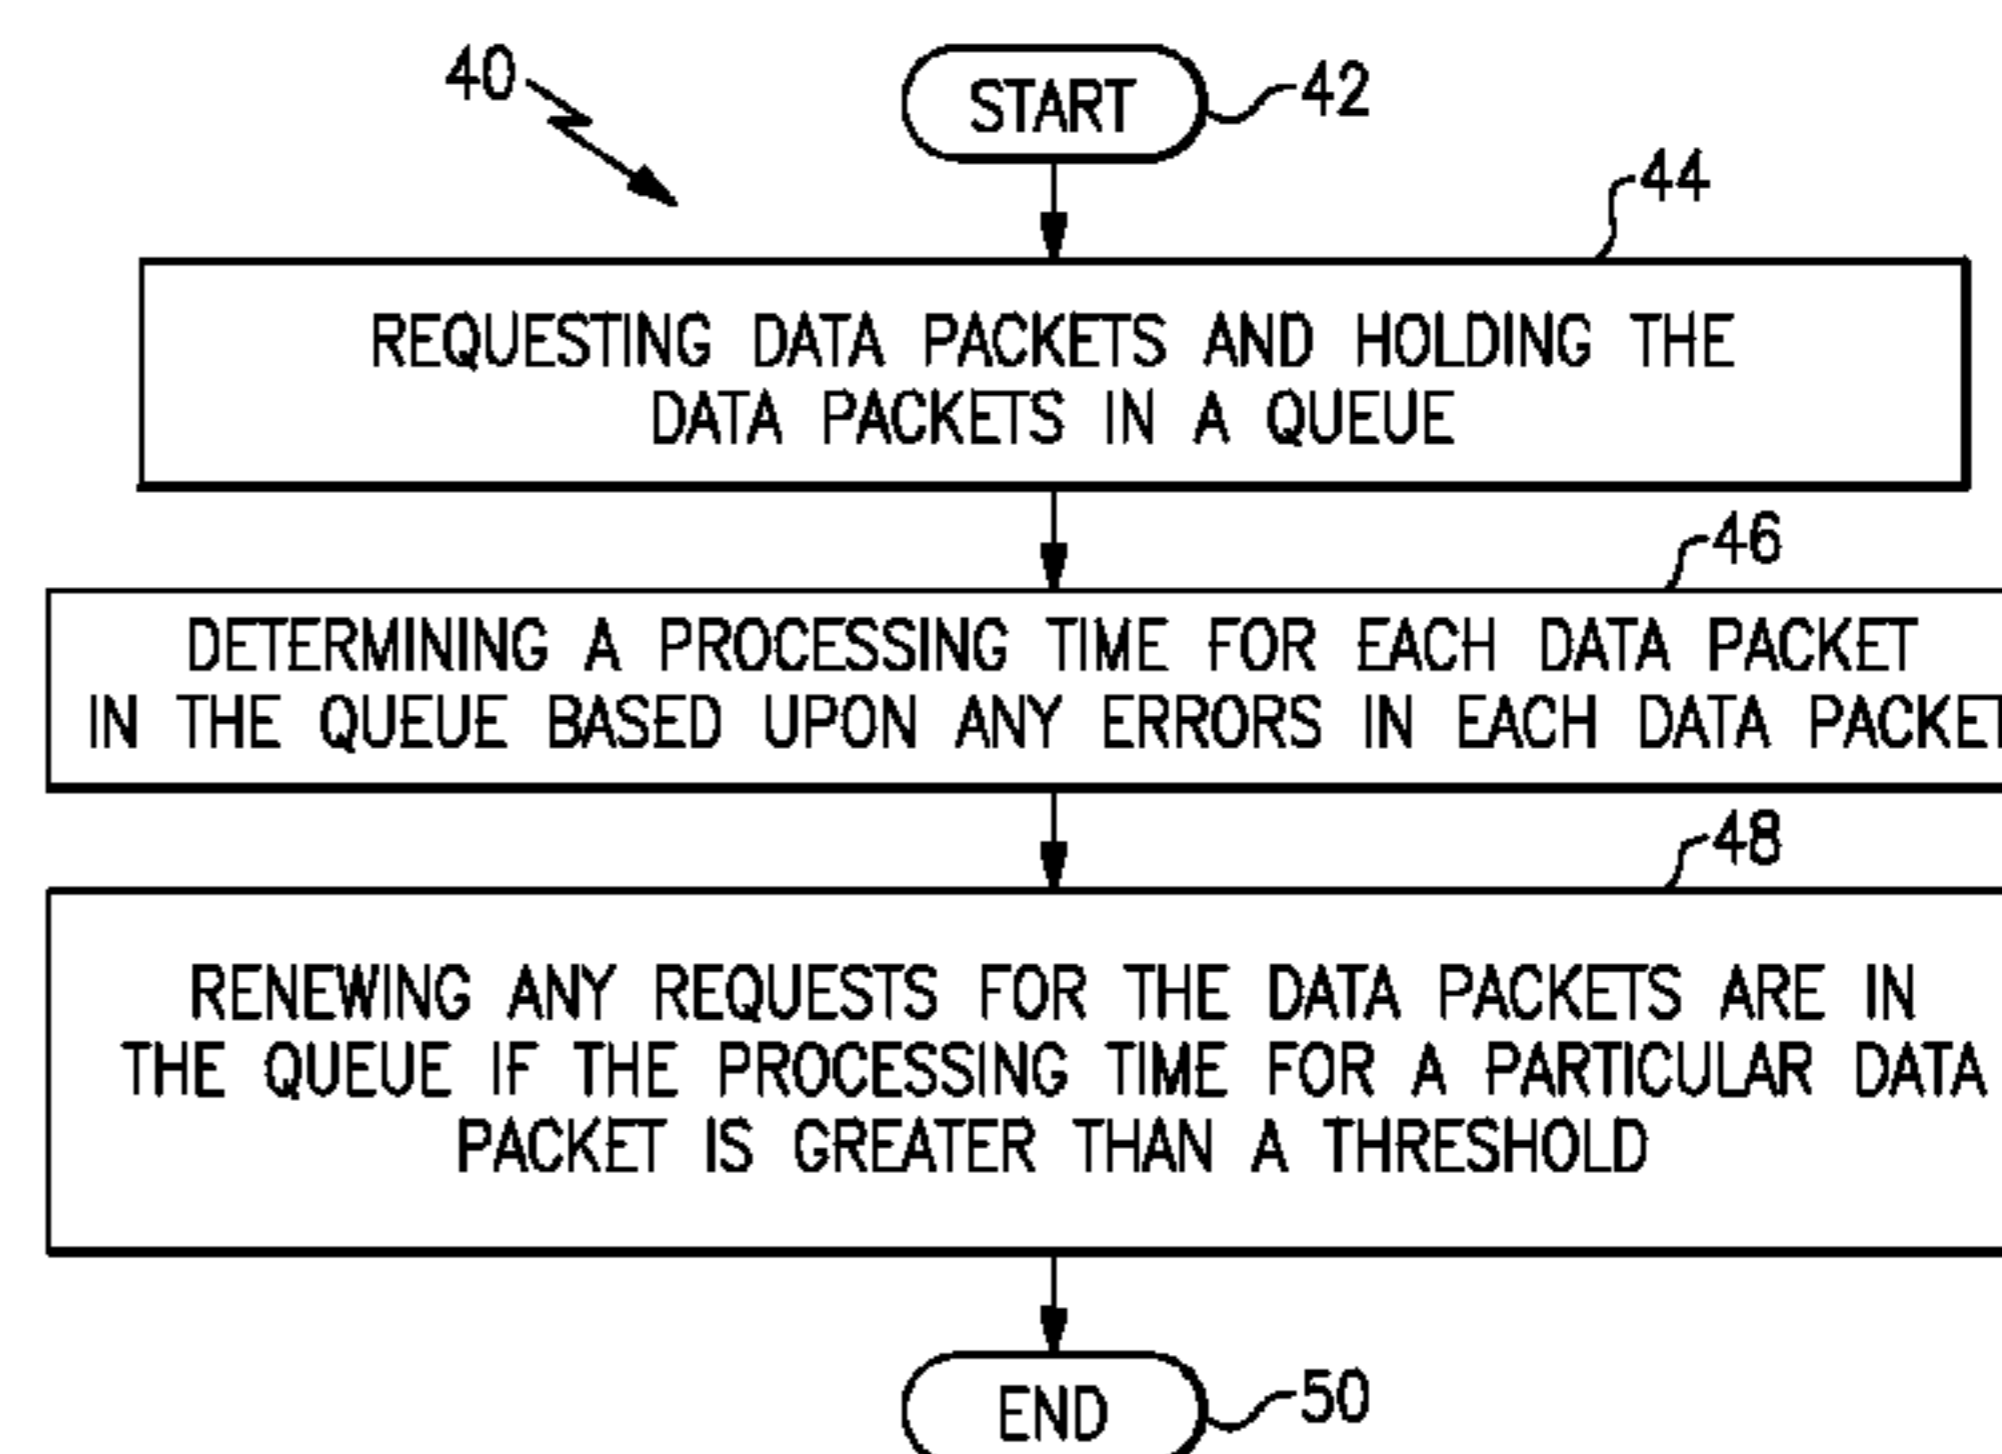 40
START
42
44
REQUESTING DATA PACKETS AND HOLDING THE
DATA PACKETS IN A QUEUE
46
DETERMINING A PROCESSING TIME FOR EACH DATA PACKET
IN THE QUEUE BASED UPON ANY ERRORS IN EACH DATA PACKET
48
RENEWING ANY REQUESTS FOR THE DATA PACKETS ARE IN
THE QUEUE IF THE PROCESSING TIME FOR A PARTICULAR DATA
PACKET IS GREATER THAN A THRESHOLD
END
50